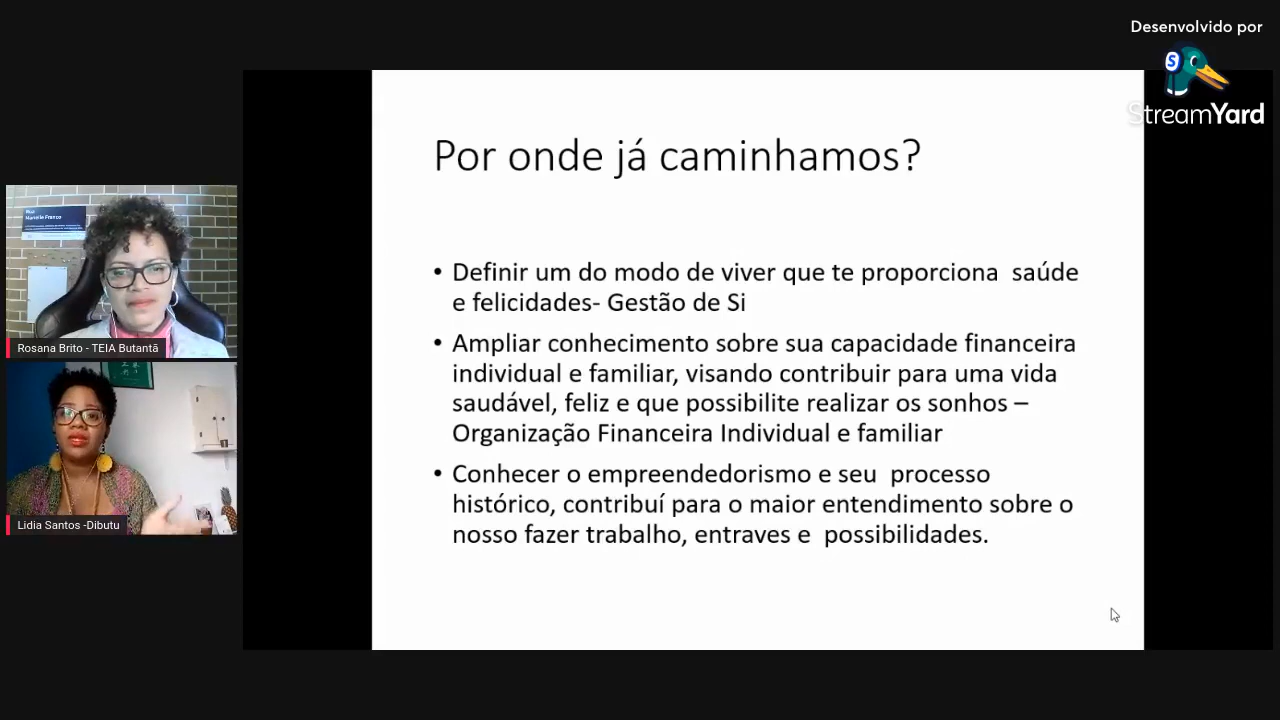 Desenvolvido por
StreamYard
Por onde já caminhamos?
• Definir um do modo de viver que te proporciona saúde
e felicidades- Gestão de Si
• Ampliar conhecimento sobre sua capacidade financeira
individual e familiar, visando contribuir para uma vida
saudável, feliz e que possibilite realizar os sonhos –
Organização Financeira Individual e familiar
• Conhecer o empreendedorismo e seu processo
histórico, contribuí para o maior entendimento sobre o
nosso fazer trabalho, entraves e possibilidades.
Marielle Franco
Rosana Brito - TEIA Butantã
Lidia Santos -Dibutu